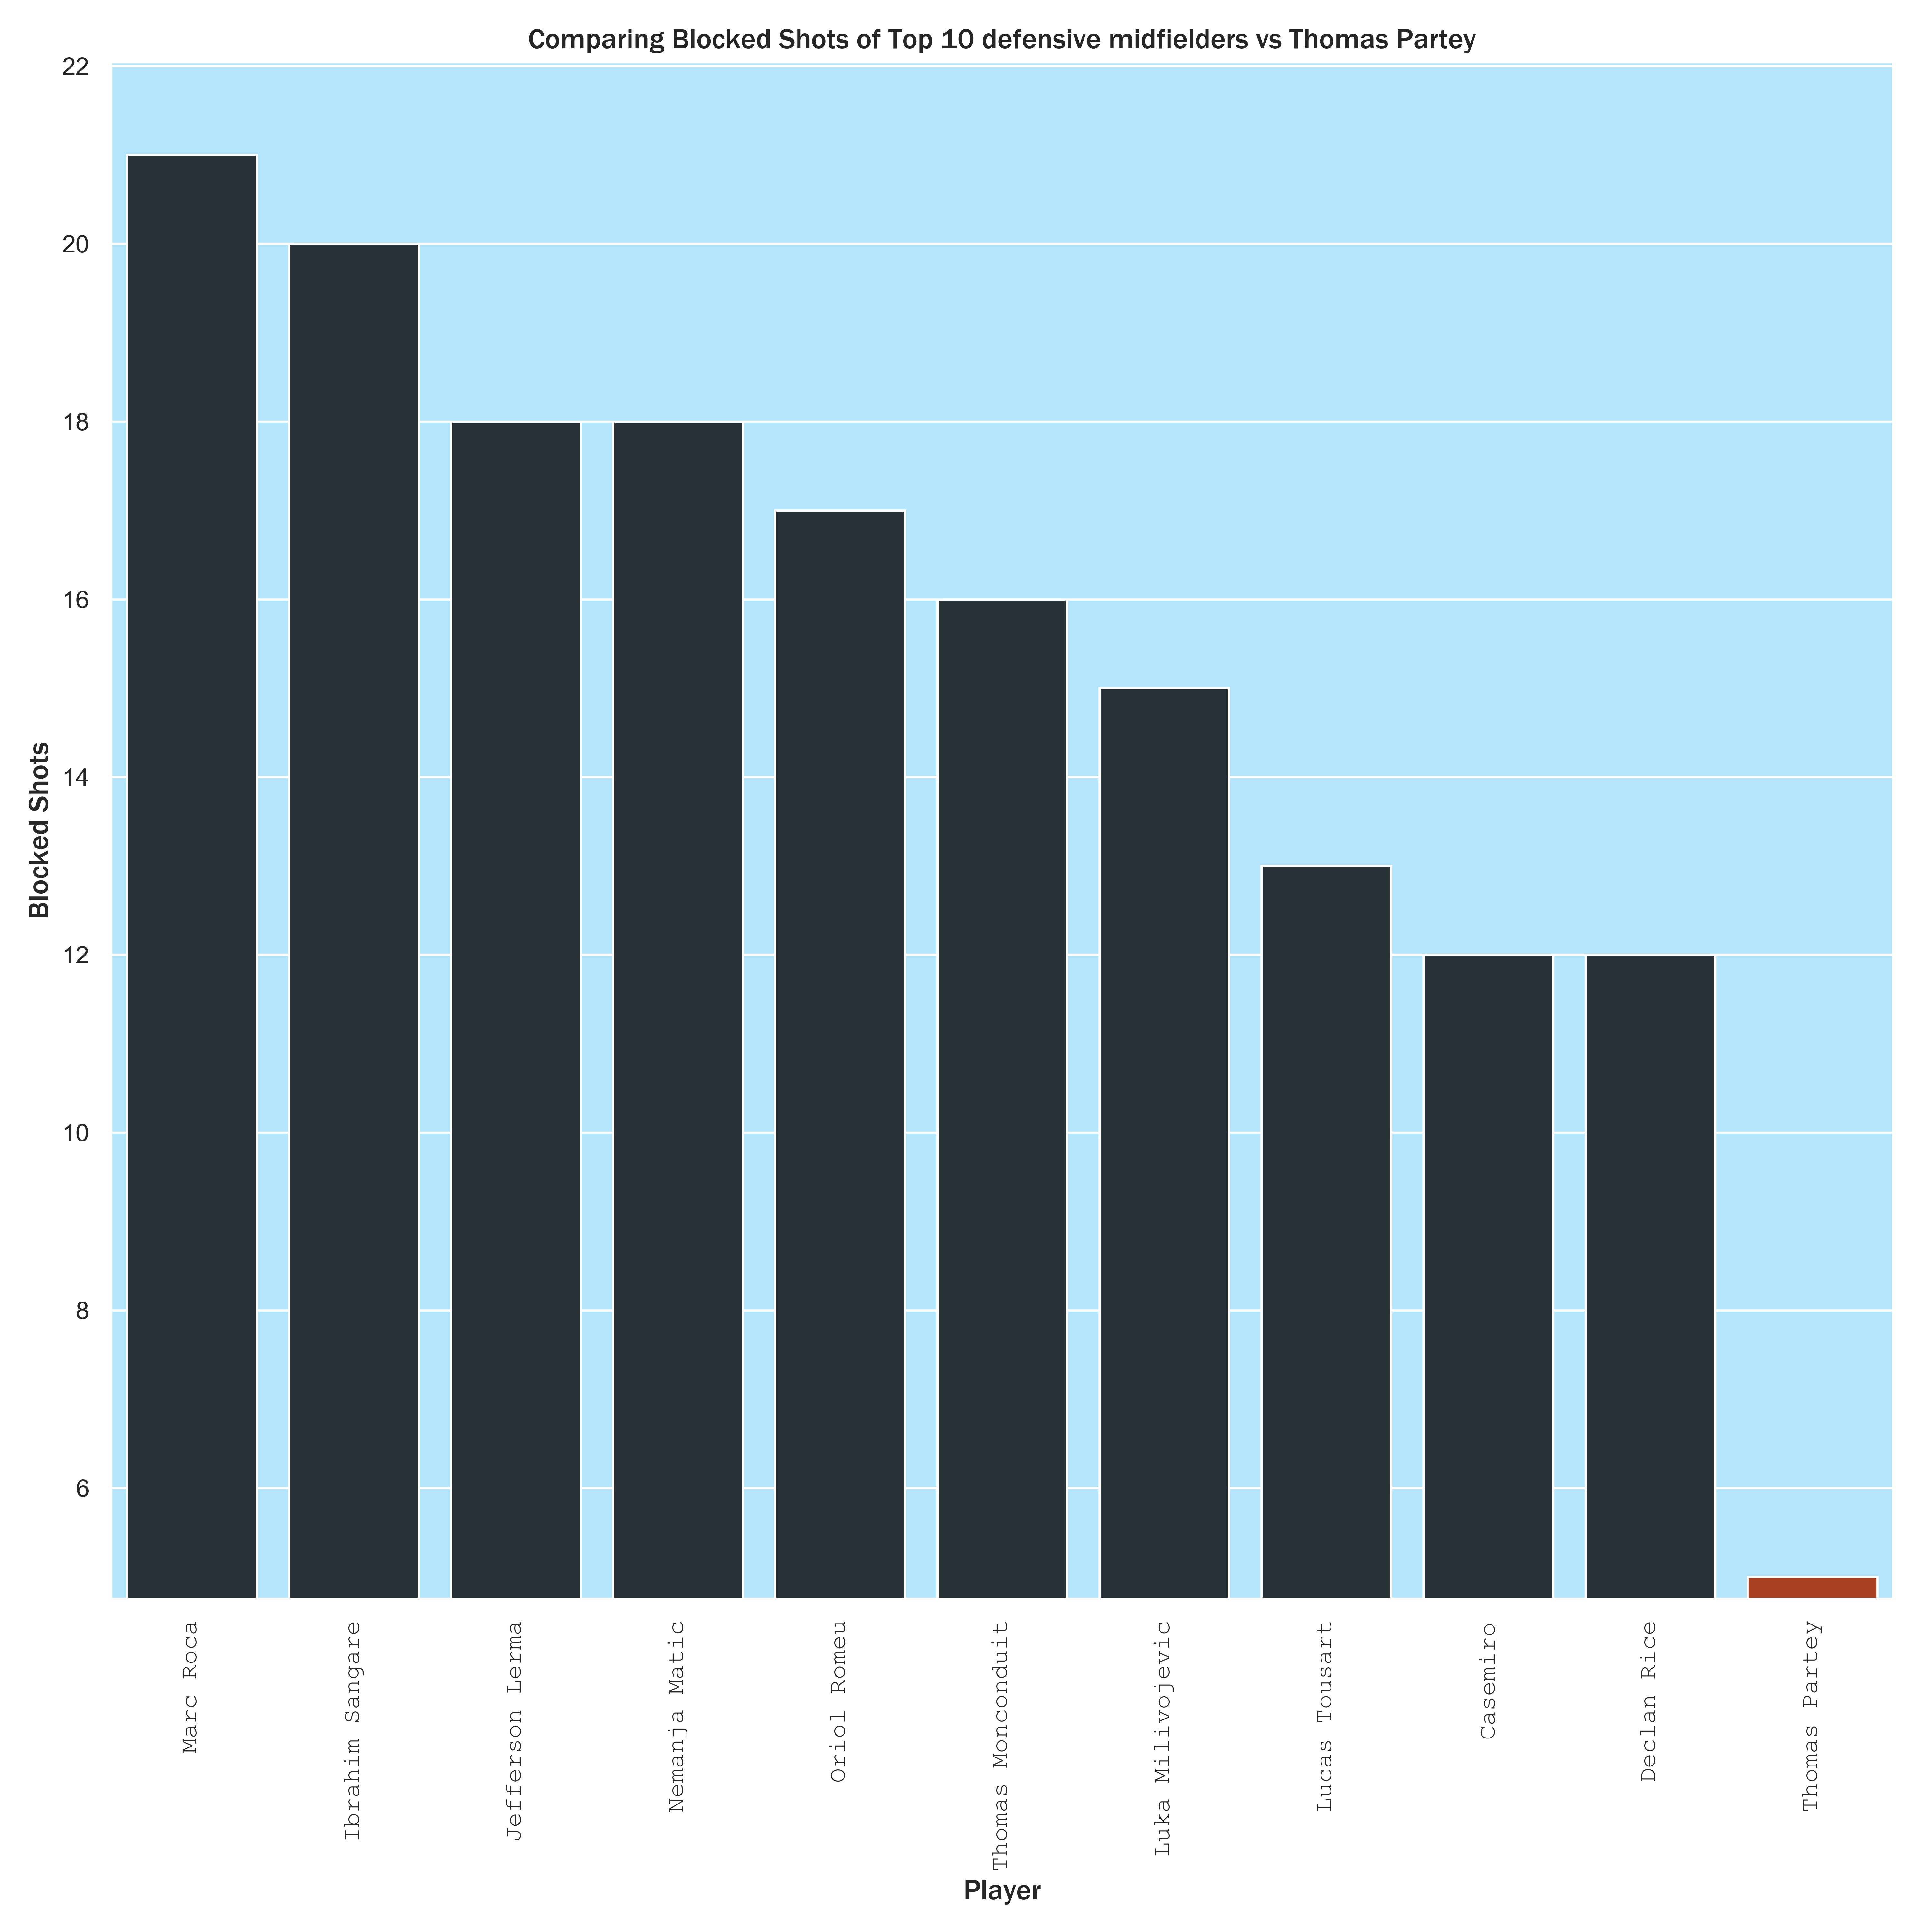 Comparing Blocked Shots of Top 10 defensive midfielders vs Thomas Partey
22
20
18
16
14
12
10
8
6
Blocked Shots
Marc Roca
Ibrahim Sangare
Jefferson Lerma
Nemanja Matic
Oriol Romeu
Thomas Monconduit
Luka Milivojevic
Lucas Tousart
Casemiro
Declan Rice
Thomas Partey
Player